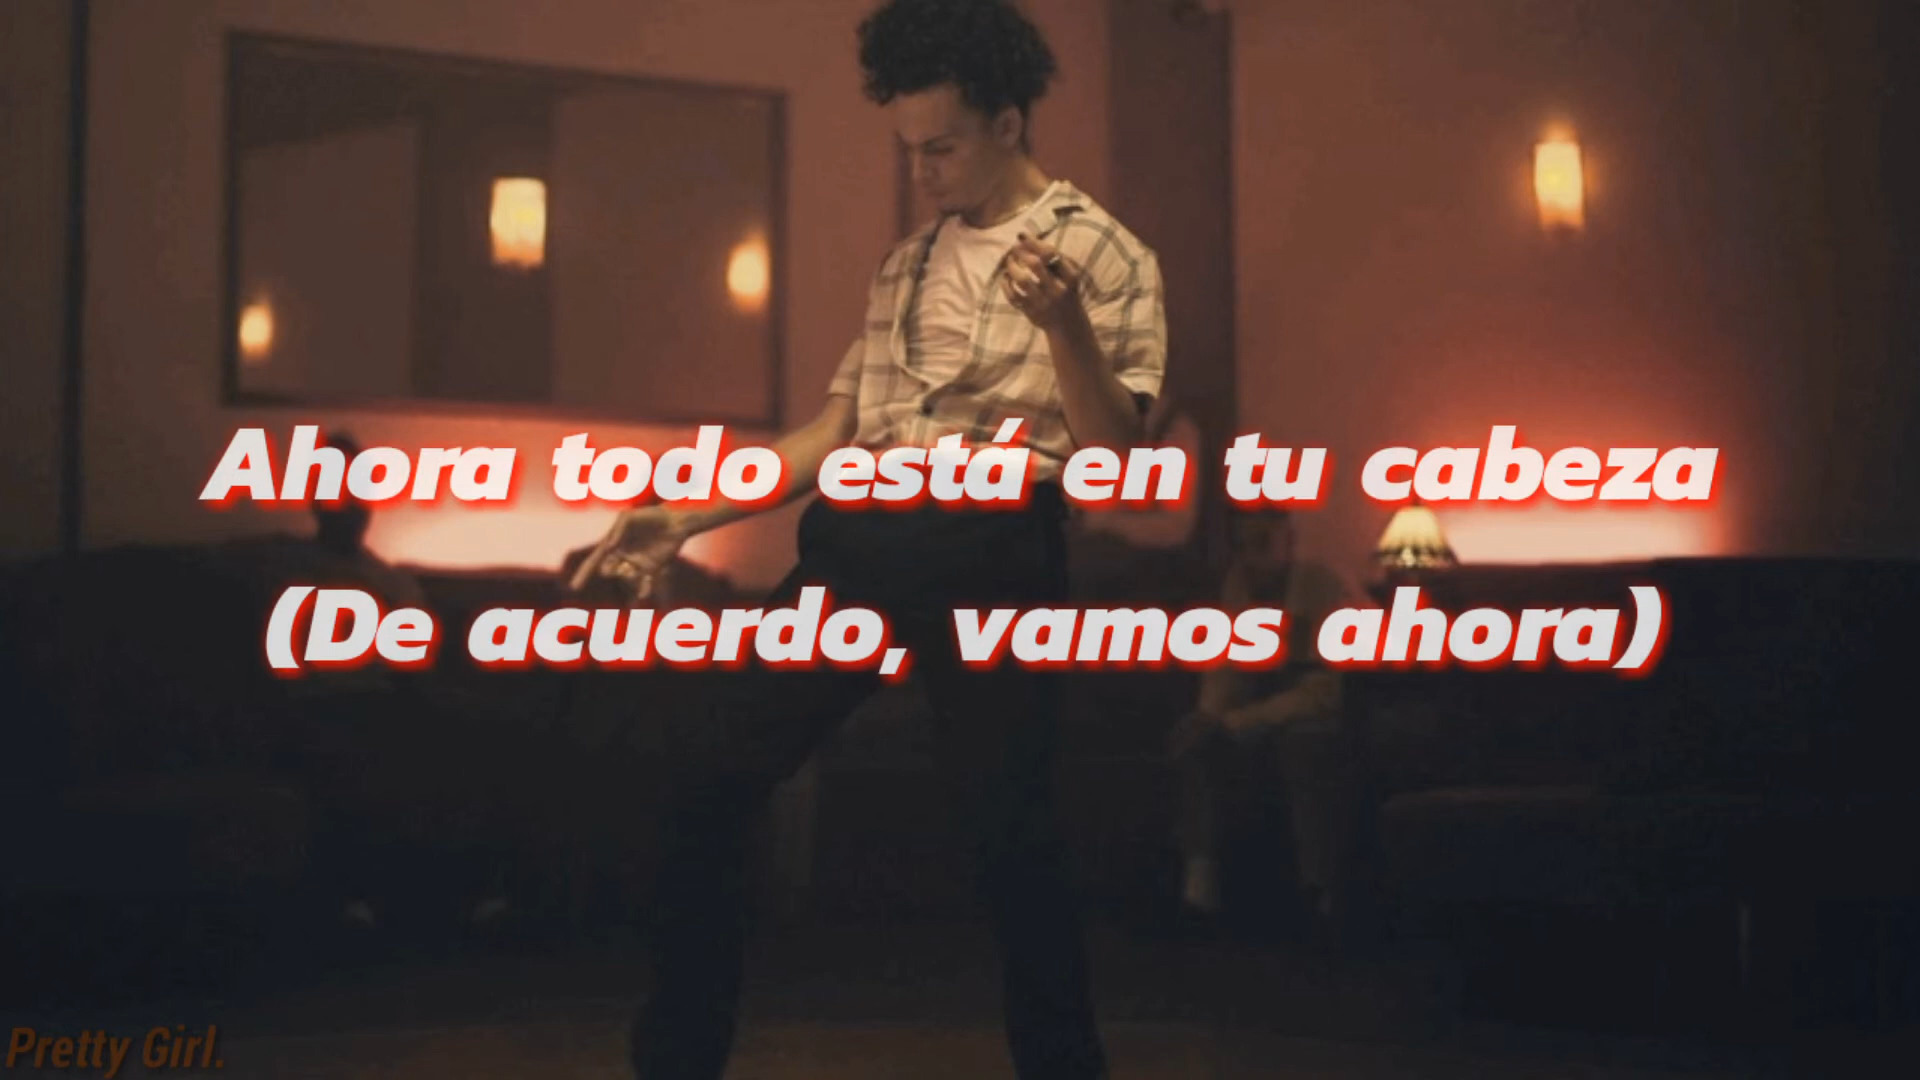 Ahora todo está en tu cabeza
(De acuerdo, vamos ahora)
Pretty Girl.